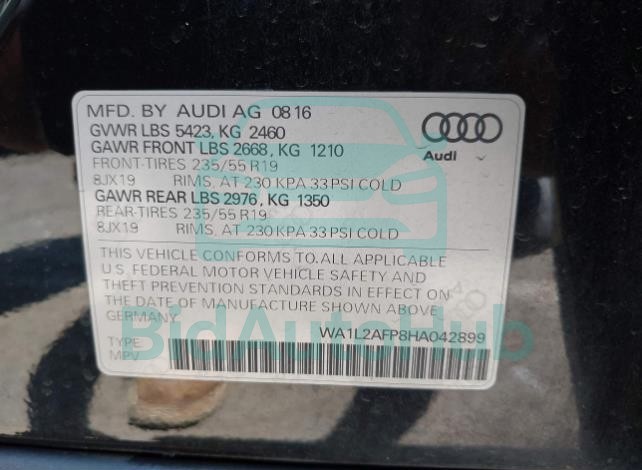 MFD. BY AUDI AG 08 16
GVWR LBS 5423, KG 2460
GAWR FRONT LBS 2668, KG 1210
FRONT-TIRES 235/55 R19
8JX19 RIMS, AT 230 KPA 33 PSI COLD
GAWR REAR LBS 2976, KG 1350
REAR-TIRES 235/55 R19
8JX19 RIMS, AT 230 KPA 33 PSI COLD
Audi
THIS VEHICLE CONFORMS TO ALL APPLICABLE
U.S. FEDERAL MOTOR VEHICLE SAFETY AND
THEFT PREVENTION STANDARDS IN EFFECT ON
THE DATE OF MANUFACTURE SHOWN ABOVE.
GERMANY
WA1L2AFP8HA042899
TYPE:
MPV
BidAutoHub